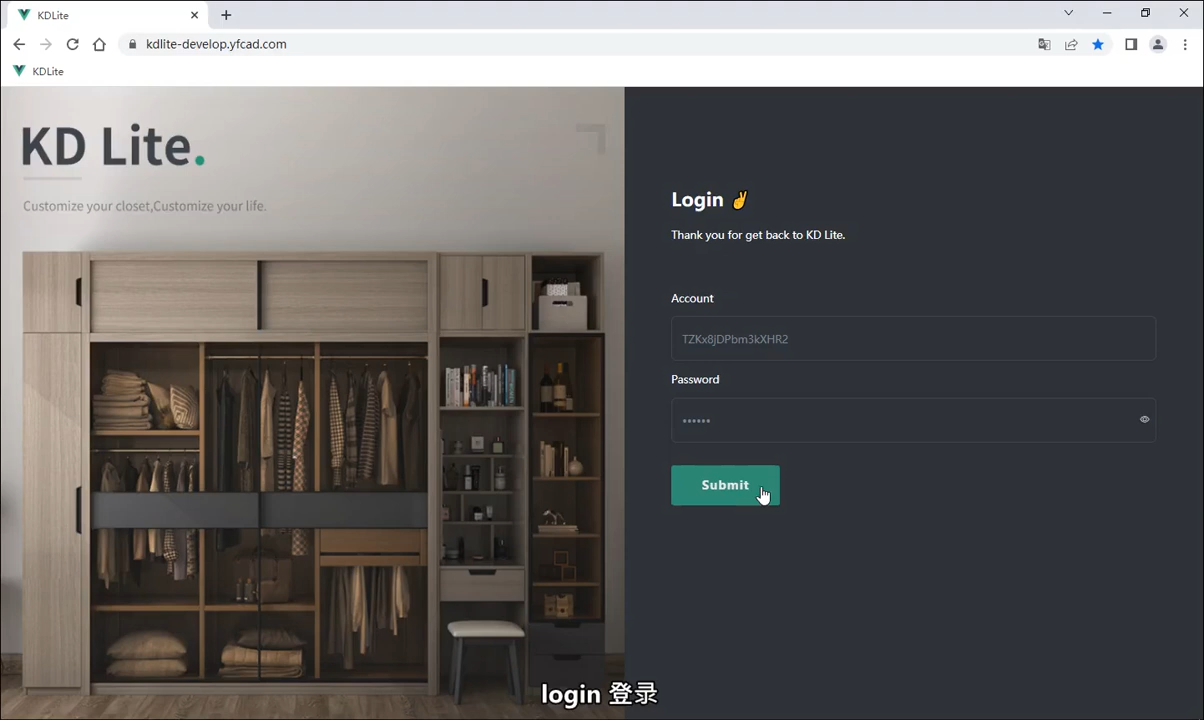 KDLite
kdlite-develop.yfcad.com
KDLite
KD Lite.
Customize your closet,Customize your life.
Login ✌
Thank you for get back to KD Lite.
Account
TZKx8jDPbm3kXHR2
Password
••••••
Submit
login 登录